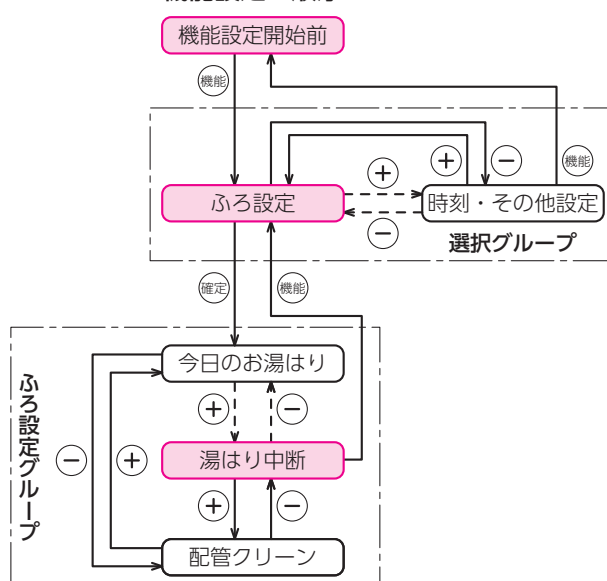 機能設定開始前
機能
+
-
機能
+
ふろ設定
時刻・その他設定
-
選択グループ
確定
機能
今日のお湯はり
+
-
ふろ設定グループ
-
+
湯はり中断
+
-
配管クリーン